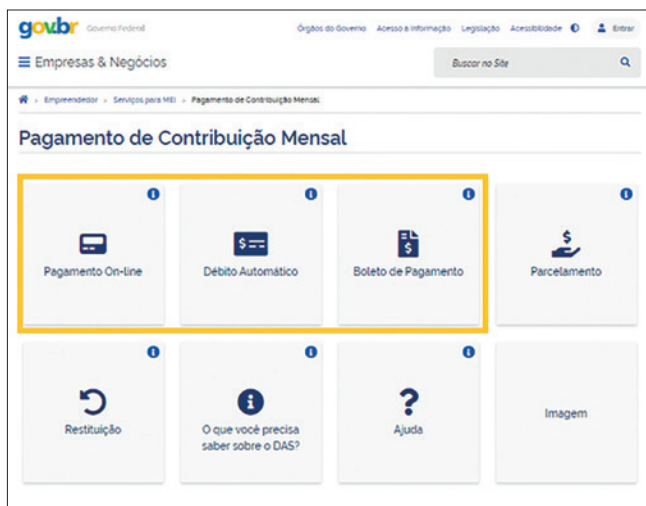 gov.br Governo Federal Órgãos do Governo Acesso à Informação Legislação Acessibilidade Entrar
Empresas & Negócios Buscar no Site
> Empreendedor > Serviços para MEI > Pagamento de Contribuição Mensal
Pagamento de Contribuição Mensal
Pagamento On-line
Débito Automático
Boleto de Pagamento
Parcelamento
Restituição
O que você precisa
saber sobre o DAS?
Ajuda
Imagem